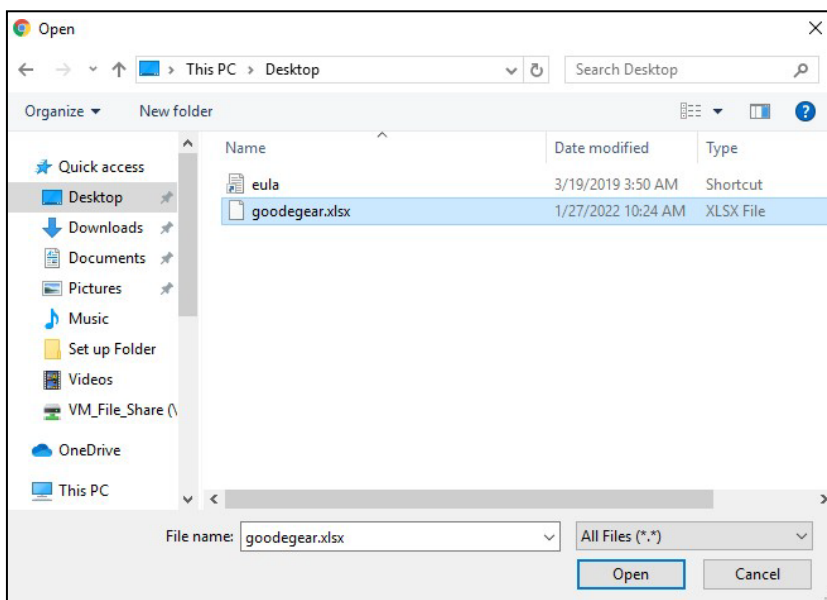 Open
This PC > Desktop
Search Desktop
Organize
New folder
Name
Date modified
Type
Quick access
Desktop
Downloads
Documents
Pictures
Music
Set up Folder
Videos
VM_File_Share (\
OneDrive
This PC
eula 3/19/2019 3:50 AM Shortcut
goodegear.xlsx 1/27/2022 10:24 AM XLSX File
File name: goodegear.xlsx
All Files (*.*)
Open
Cancel